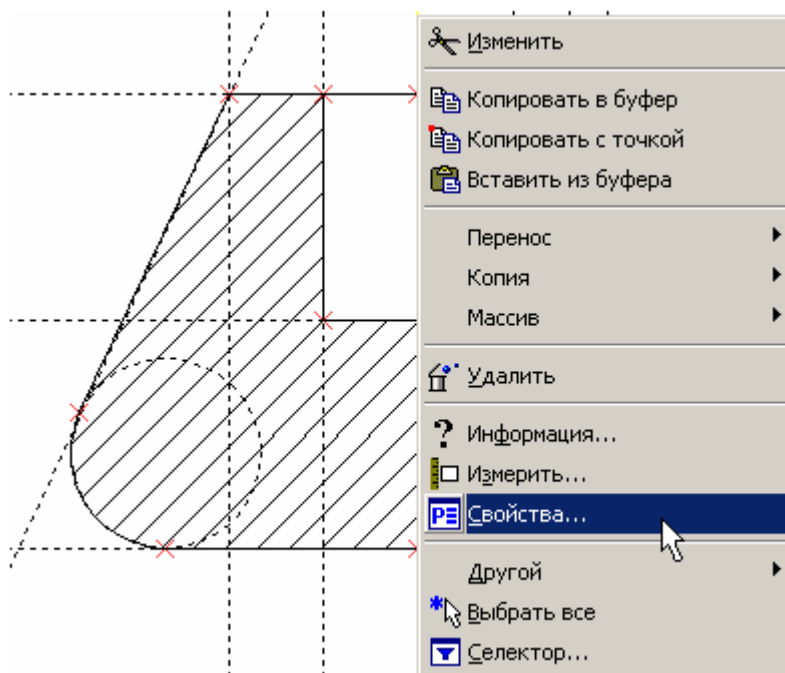 Изменить
Копировать в буфер
Копировать с точкой
Вставить из буфера
Перенос
Копия
Массив
Удалить
Информация...
Измерить...
Свойства...
Другой
Выбрать все
Селектор...